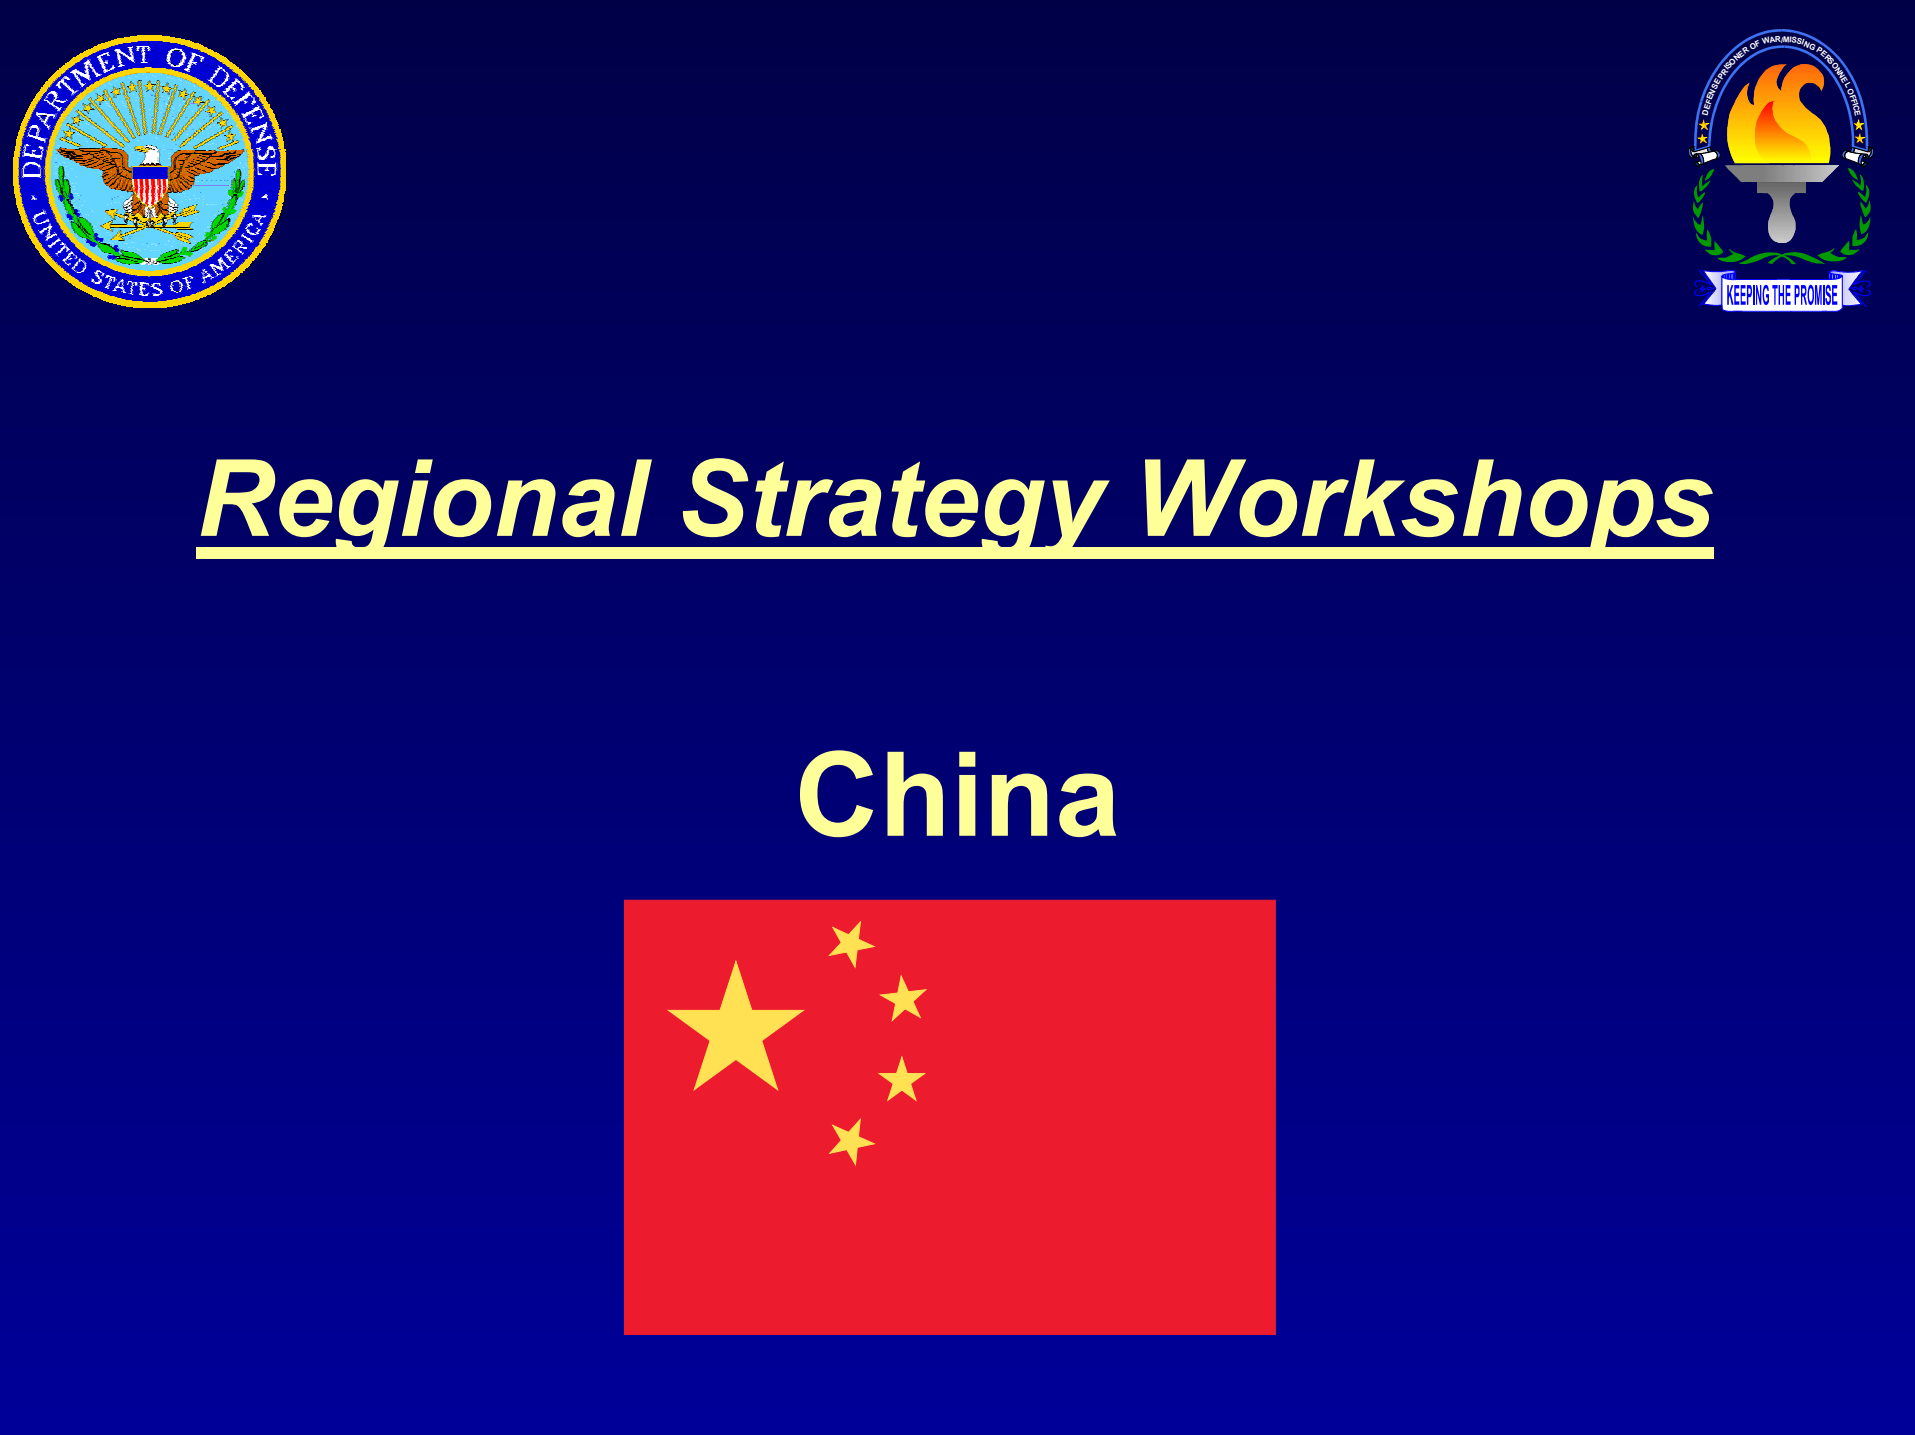 DEPARTMENT OF DEFENSE
UNITED STATES OF AMERICA
DEFENSE PRISONER OF WAR/MISSING PERSONNEL OFFICE
KEEPING THE PROMISE
Regional Strategy Workshops
China